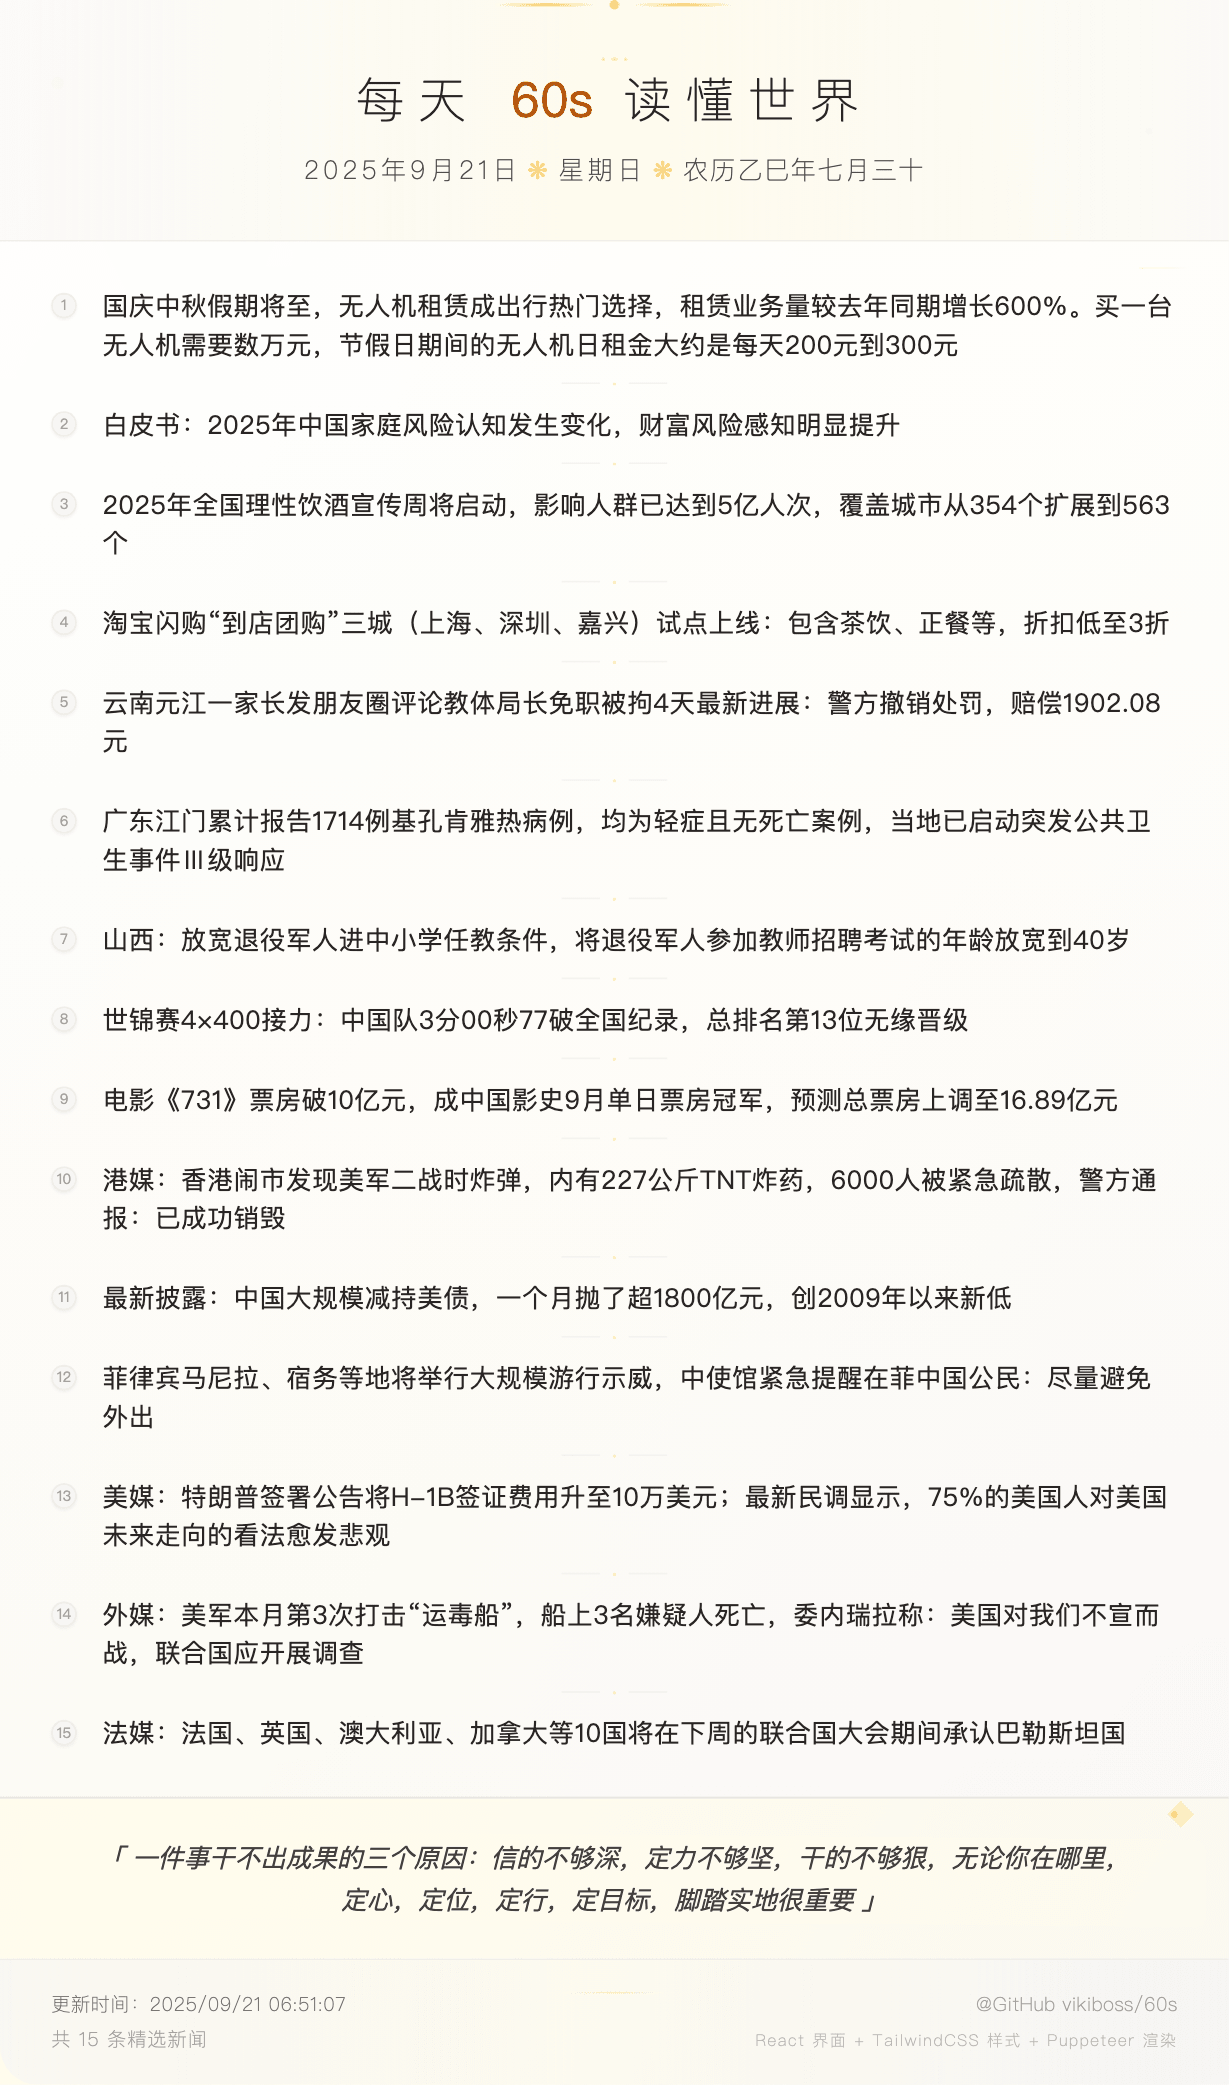 每天 60s 读懂世界
2025年9月21日 ❋ 星期日 ❋ 农历乙巳年七月三十
1 国庆中秋假期将至，无人机租赁成出行热门选择，租赁业务量较去年同期增长600%。买一台
无人机需要数万元，节假日期间的无人机日租金大约是每天200元到300元
2 白皮书：2025年中国家庭风险认知发生变化，财富风险感知明显提升
3 2025年全国理性饮酒宣传周将启动，影响人群已达到5亿人次，覆盖城市从354个扩展到563
个
4 淘宝闪购“到店团购”三城（上海、深圳、嘉兴）试点上线：包含茶饮、正餐等，折扣低至3折
5 云南元江一家长发朋友圈评论教体局长免职被拘4天最新进展：警方撤销处罚，赔偿1902.08
元
6 广东江门累计报告1714例基孔肯雅热病例，均为轻症且无死亡案例，当地已启动突发公共卫
生事件Ⅲ级响应
7 山西：放宽退役军人进中小学任教条件，将退役军人参加教师招聘考试的年龄放宽到40岁
8 世锦赛4×400接力：中国队3分00秒77破全国纪录，总排名第13位无缘晋级
9 电影《731》票房破10亿元，成中国影史9月单日票房冠军，预测总票房上调至16.89亿元
10 港媒：香港闹市发现美军二战时炸弹，内有227公斤TNT炸药，6000人被紧急疏散，警方通
报：已成功销毁
11 最新披露：中国大规模减持美债，一个月抛了超1800亿元，创2009年以来新低
12 菲律宾马尼拉、宿务等地将举行大规模游行示威，中使馆紧急提醒在菲中国公民：尽量避免
外出
13 美媒：特朗普签署公告将H-1B签证费用升至10万美元；最新民调显示，75%的美国人对美国
未来走向的看法愈发悲观
14 外媒：美军本月第3次打击“运毒船”，船上3名嫌疑人死亡，委内瑞拉称：美国对我们不宣而
战，联合国应开展调查
15 法媒：法国、英国、澳大利亚、加拿大等10国将在下周的联合国大会期间承认巴勒斯坦国
「 一件事干不出成果的三个原因：信的不够深，定力不够坚，干的不够狠，无论你在哪里，
定心，定位，定行，定目标，脚踏实地很重要 」
更新时间：2025/09/21 06:51:07
@GitHub vikiboss/60s
共 15 条精选新闻
React 界面 + TailwindCSS 样式 + Puppeteer 渲染